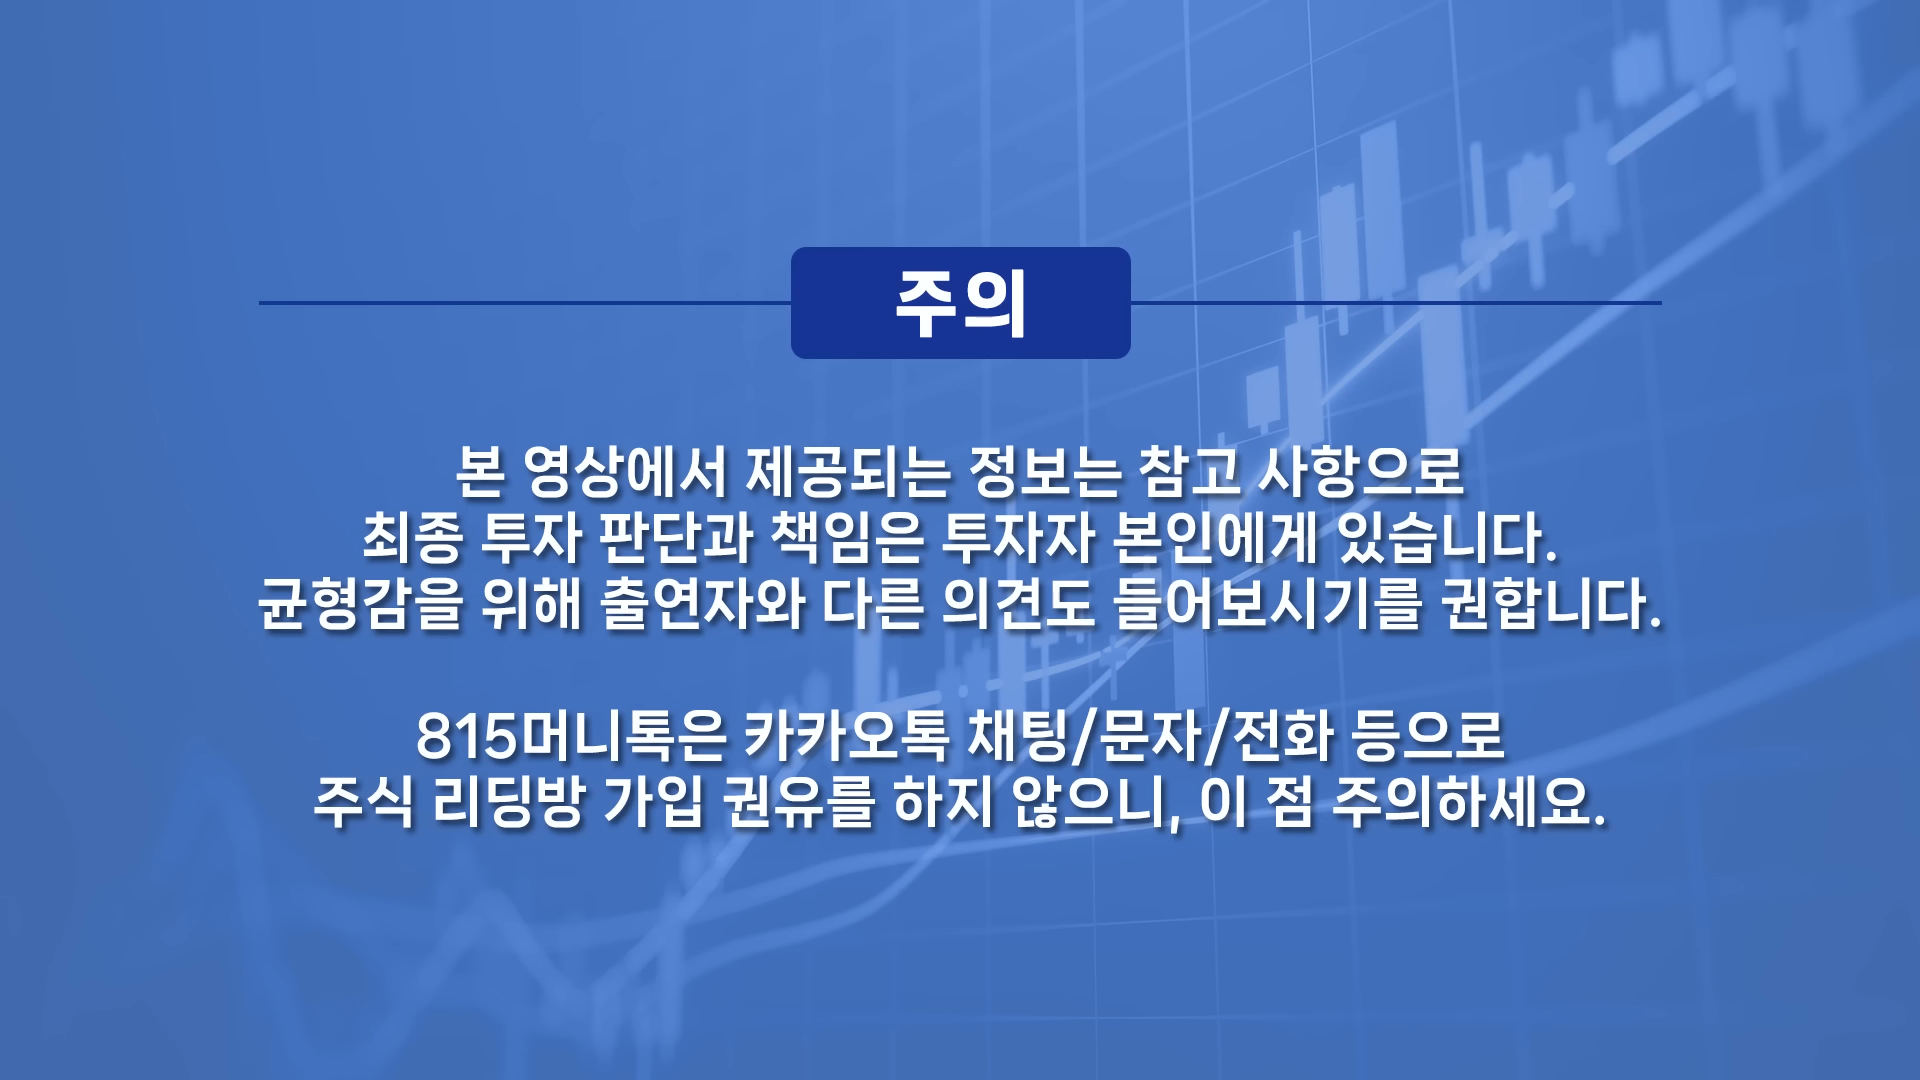 주의
본 영상에서 제공되는 정보는 참고 사항으로
최종 투자 판단과 책임은 투자자 본인에게 있습니다.
균형감을 위해 출연자와 다른 의견도 들어보시기를 권합니다.
815머니톡은 카카오톡 채팅/문자/전화 등으로
주식 리딩방 가입 권유를 하지 않으니, 이 점 주의하세요.